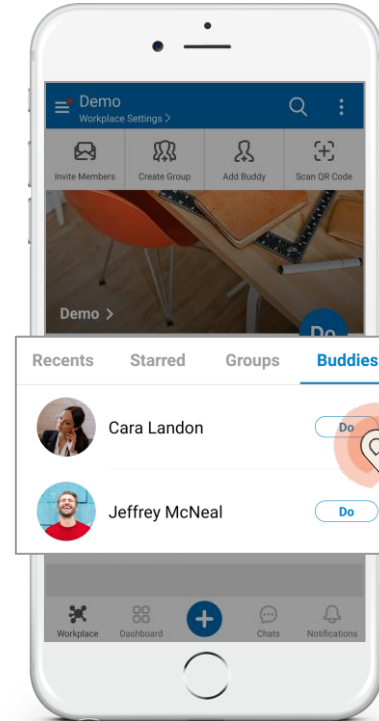 Demo
Workplace Settings >
Invite Members Create Group Add Buddy Scan QR Code
Demo >
Do
Recents Starred Groups Buddies
Cara Landon Do
Jeffrey McNeal Do
Workplace Dashboard Chats Notifications